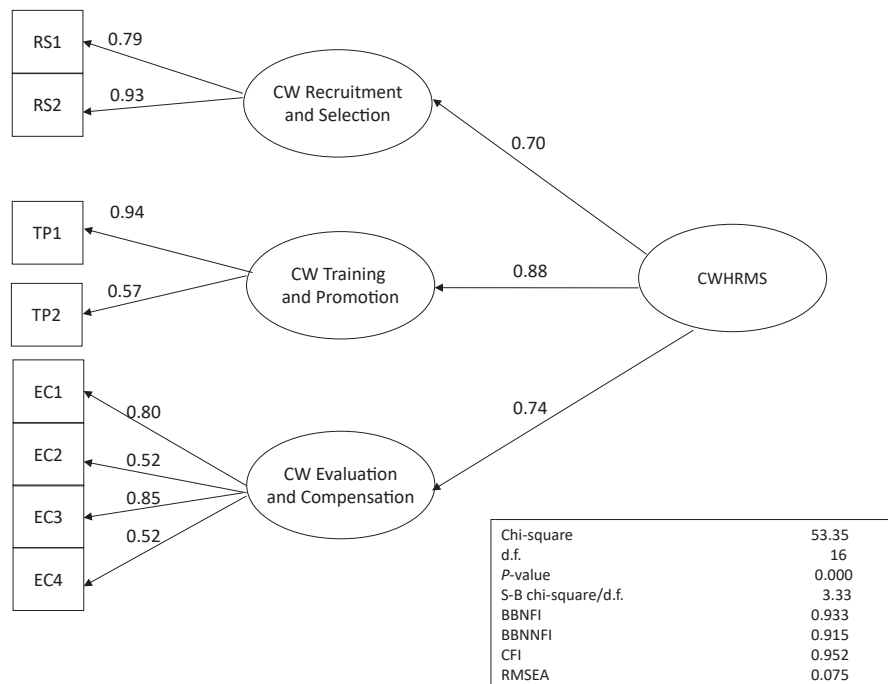 RS1
0.79
RS2
0.93
CW Recruitment
and Selection
0.70
TP1
0.94
TP2
0.57
CW Training
and Promotion
0.88
CWHRMS
EC1
0.80
EC2
0.52
EC3
0.85
EC4
0.52
CW Evaluation
and Compensation
0.74
Chi-square 53.35
d.f. 16
P-value 0.000
S-B chi-square/d.f. 3.33
BBNFI 0.933
BBNNFI 0.915
CFI 0.952
RMSEA 0.075